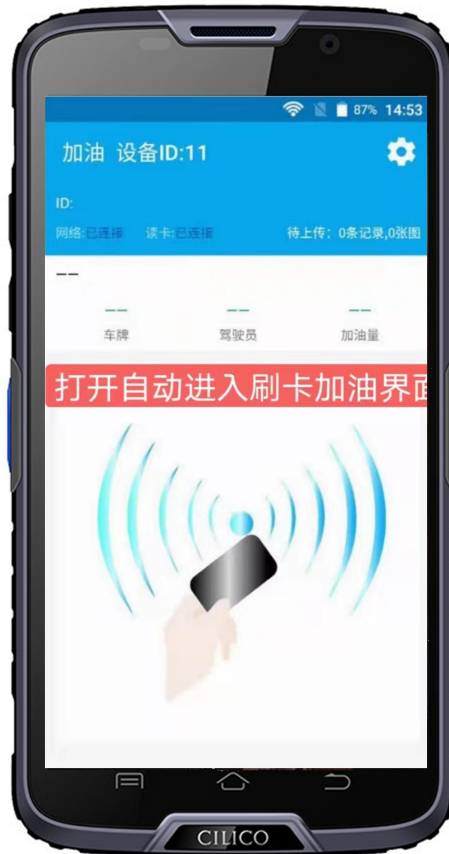 87% 14:53
加油 设备ID:11
ID:
网络:已连接 读卡:已连接 待上传：0条记录,0张图
--
-- -- --
车牌 驾驶员 加油量
打开自动进入刷卡加油界面
CILICO